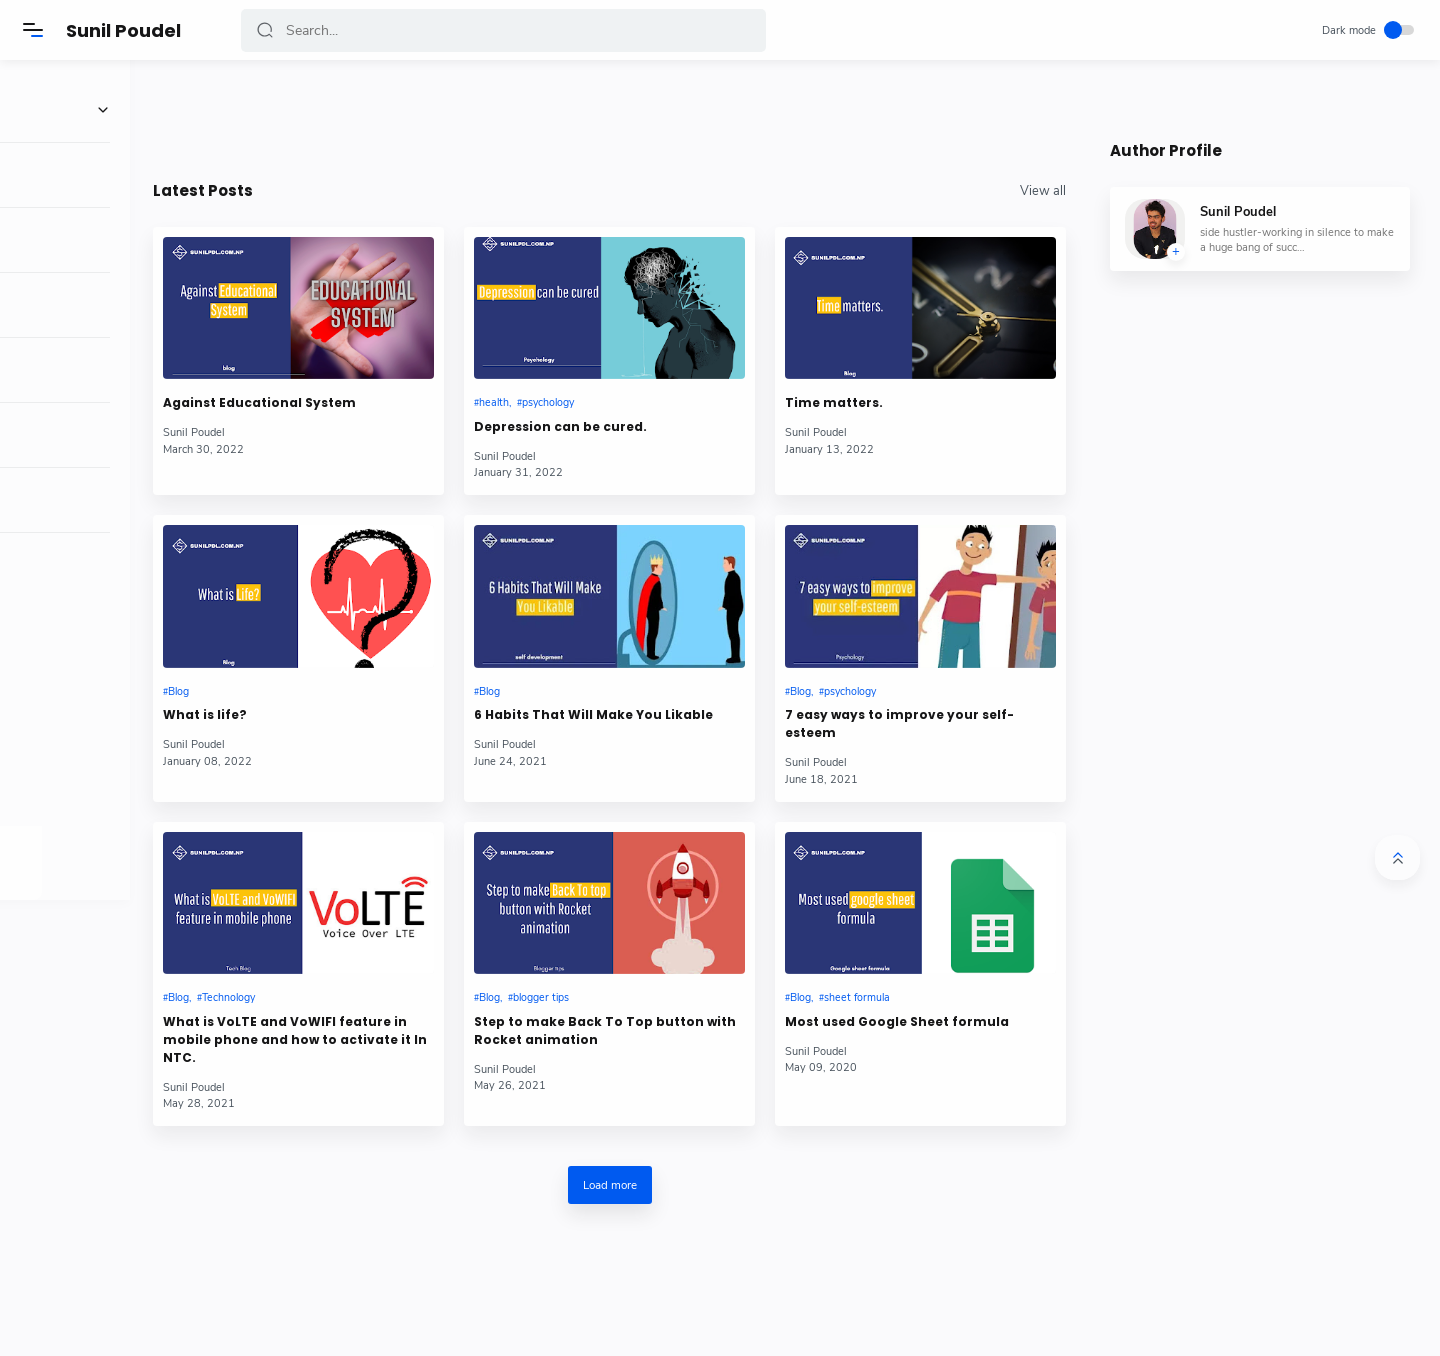 Sunil Poudel
Search...
Dark mode
Author Profile
Sunil Poudel
side hustler-working in silence to make
a huge bang of succ...
Latest Posts
View all
SUNILPDL.COM.NP
Against Educational
System
blog
EDUCATIONAL
SYSTEM
Against Educational System
Sunil Poudel
March 30, 2022
SUNILPDL.COM.NP
Depression can be cured
Psychology
#health, #psychology
Depression can be cured.
Sunil Poudel
January 31, 2022
SUNILPDL.COM.NP
Time matters.
Blog
Time matters.
Sunil Poudel
January 13, 2022
SUNILPDL.COM.NP
What is Life?
Blog
#Blog
What is life?
Sunil Poudel
January 08, 2022
SUNILPDL.COM.NP
6 Habits That Will Make
You Likable
self development
#Blog
6 Habits That Will Make You Likable
Sunil Poudel
June 24, 2021
SUNILPDL.COM.NP
7 easy ways to improve
your self-esteem
Psychology
#Blog, #psychology
7 easy ways to improve your self-
esteem
Sunil Poudel
June 18, 2021
SUNILPDL.COM.NP
What is VoLTE and VoWIFI
feature in mobile phone
Tech Blog
VoLTE
Voice Over LTE
#Blog, #Technology
What is VoLTE and VoWIFI feature in
mobile phone and how to activate it In
NTC.
Sunil Poudel
May 28, 2021
SUNILPDL.COM.NP
Step to make Back To top
button with Rocket
animation
Blogger tips
#Blog, #blogger tips
Step to make Back To Top button with
Rocket animation
Sunil Poudel
May 26, 2021
SUNILPDL.COM.NP
Most used google sheet
formula
Google sheet formula
#Blog, #sheet formula
Most used Google Sheet formula
Sunil Poudel
May 09, 2020
Load more